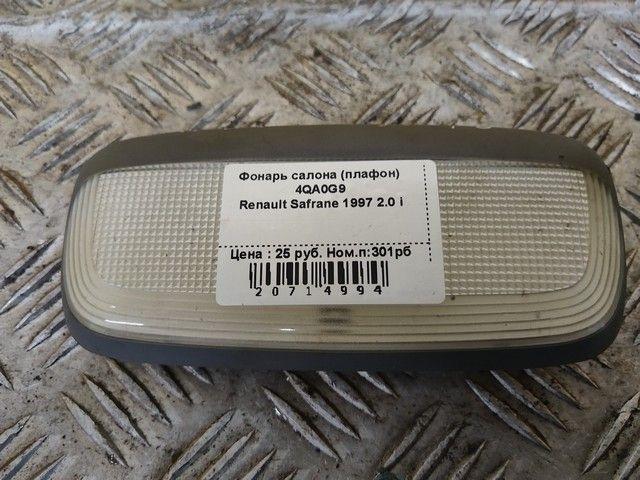 Фонарь салона (плафон)
4QA0G9
Renault Safrane 1997 2.0 i
Цена : 25 руб. Ном.п:301рб
20714994